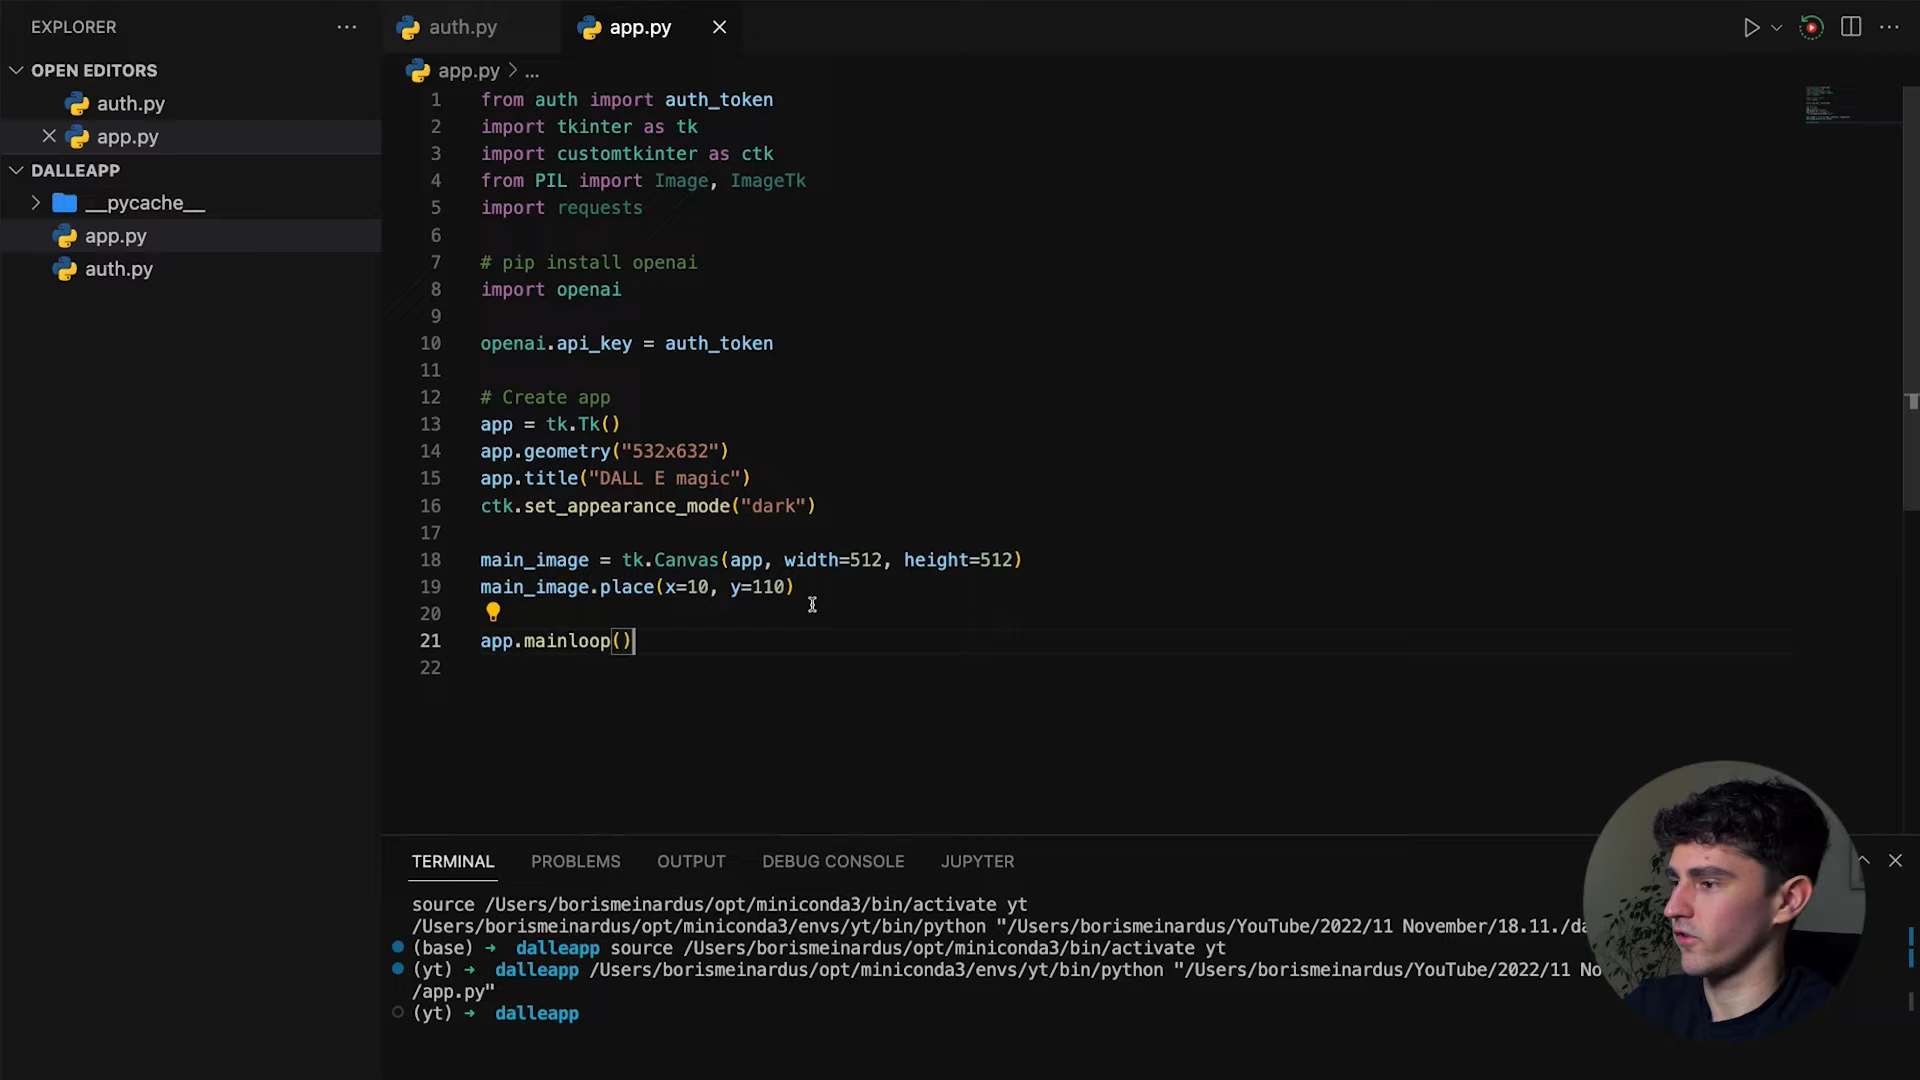 EXPLORER
OPEN EDITORS
auth.py
app.py
DALLEAPP
__pycache__
app.py
auth.py
auth.py
app.py
app.py > ...
1 from auth import auth_token
2 import tkinter as tk
3 import customtkinter as ctk
4 from PIL import Image, ImageTk
5 import requests
6
7 # pip install openai
8 import openai
9
10 openai.api_key = auth_token
11
12 # Create app
13 app = tk.Tk()
14 app.geometry("532x632")
15 app.title("DALL E magic")
16 ctk.set_appearance_mode("dark")
17
18 main_image = tk.Canvas(app, width=512, height=512)
19 main_image.place(x=10, y=110)
20
21 app.mainloop()
22
TERMINAL PROBLEMS OUTPUT DEBUG CONSOLE JUPYTER
source /Users/borismeinardus/opt/miniconda3/bin/activate yt
/Users/borismeinardus/opt/miniconda3/envs/yt/bin/python "/Users/borismeinardus/YouTube/2022/11 November/18.11./da
(base) → dalleapp source /Users/borismeinardus/opt/miniconda3/bin/activate yt
(yt) → dalleapp /Users/borismeinardus/opt/miniconda3/envs/yt/bin/python "/Users/borismeinardus/YouTube/2022/11 No
/app.py"
(yt) → dalleapp